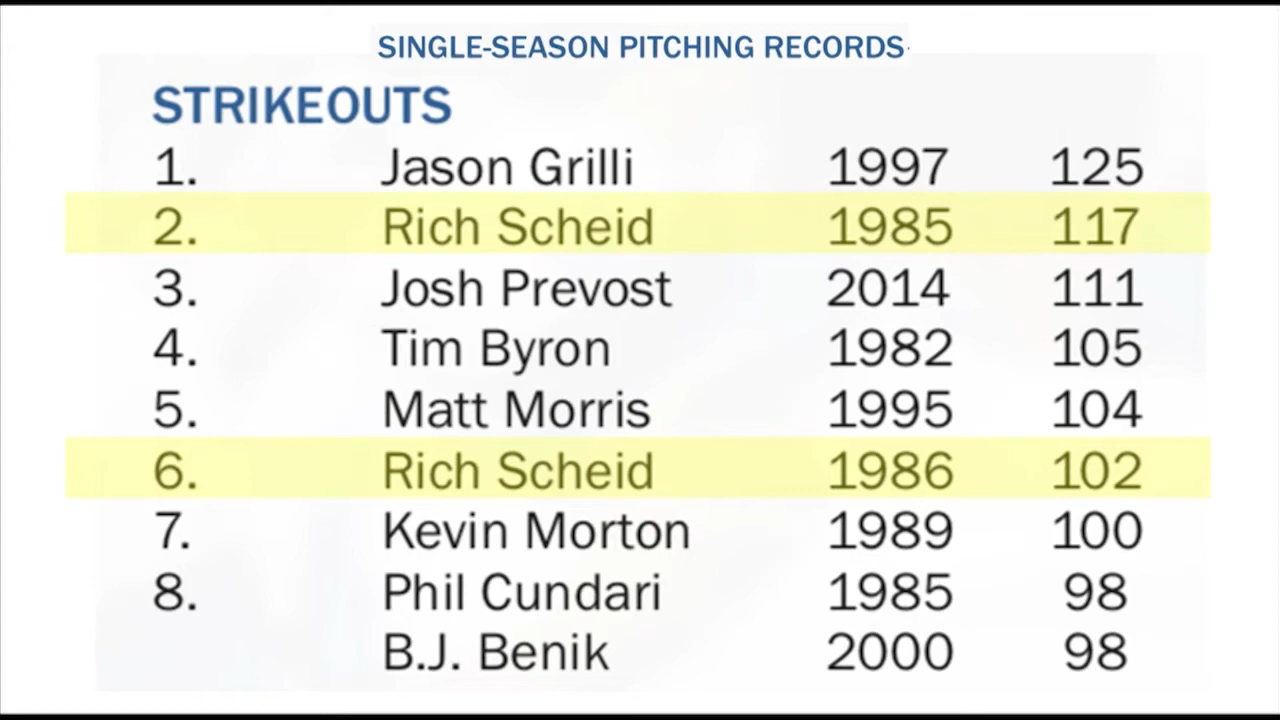 SINGLE-SEASON PITCHING RECORDS
STRIKEOUTS
1. Jason Grilli 1997 125
2. Rich Scheid 1985 117
3. Josh Prevost 2014 111
4. Tim Byron 1982 105
5. Matt Morris 1995 104
6. Rich Scheid 1986 102
7. Kevin Morton 1989 100
8. Phil Cundari 1985 98
B.J. Benik 2000 98